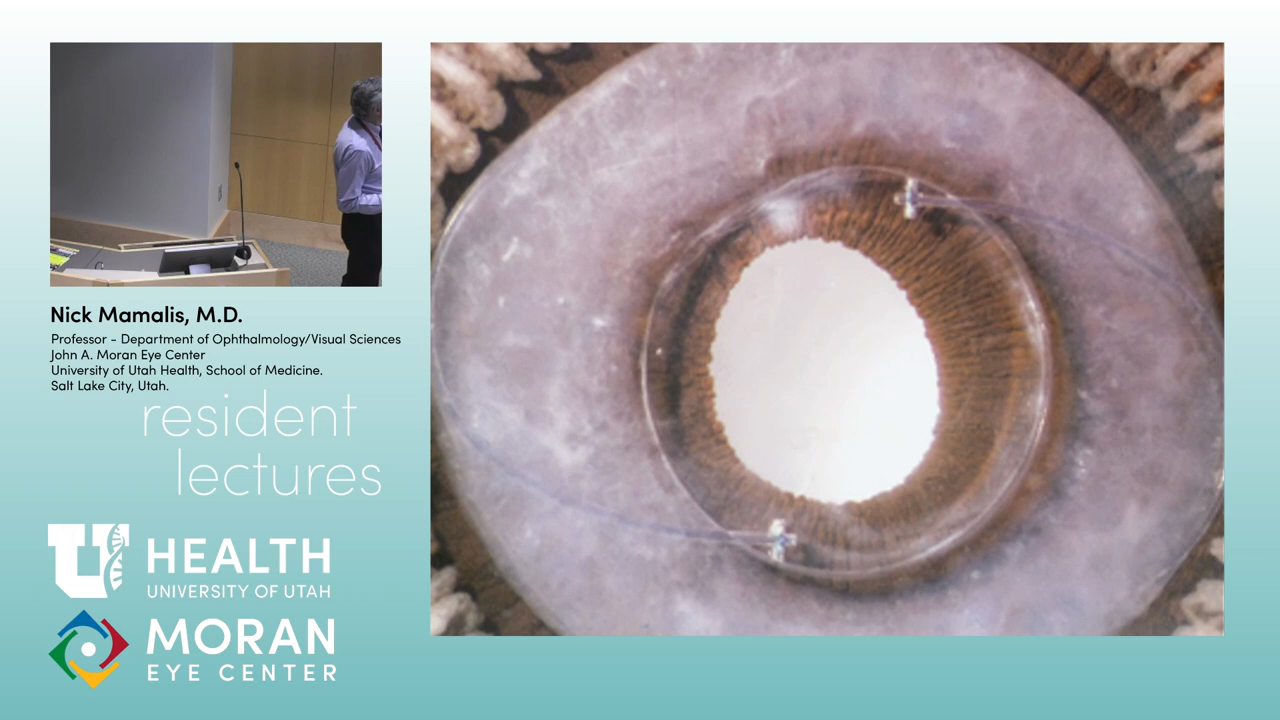 Nick Mamalis, M.D.
Professor - Department of Ophthalmology/Visual Sciences
John A. Moran Eye Center
University of Utah Health, School of Medicine.
Salt Lake City, Utah.
resident
lectures
U HEALTH
UNIVERSITY OF UTAH
MORAN
EYE CENTER